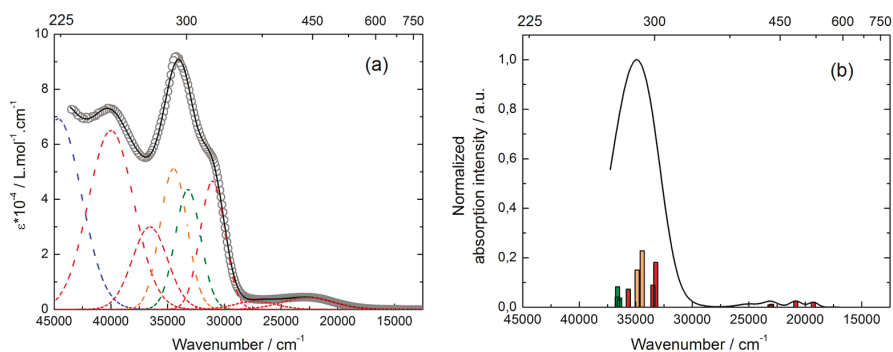 225 300 450 600 750
10
8
6
4
2
0
ε*10⁻⁴ / L.mol⁻¹.cm⁻¹
(a)
45000 40000 35000 30000 25000 20000 15000
Wavenumber / cm⁻¹
225 300 450 600 750
1,0
0,8
0,6
0,4
0,2
0,0
Normalized
absorption intensity / a.u.
(b)
45000 40000 35000 30000 25000 20000 15000
Wavenumber / cm⁻¹